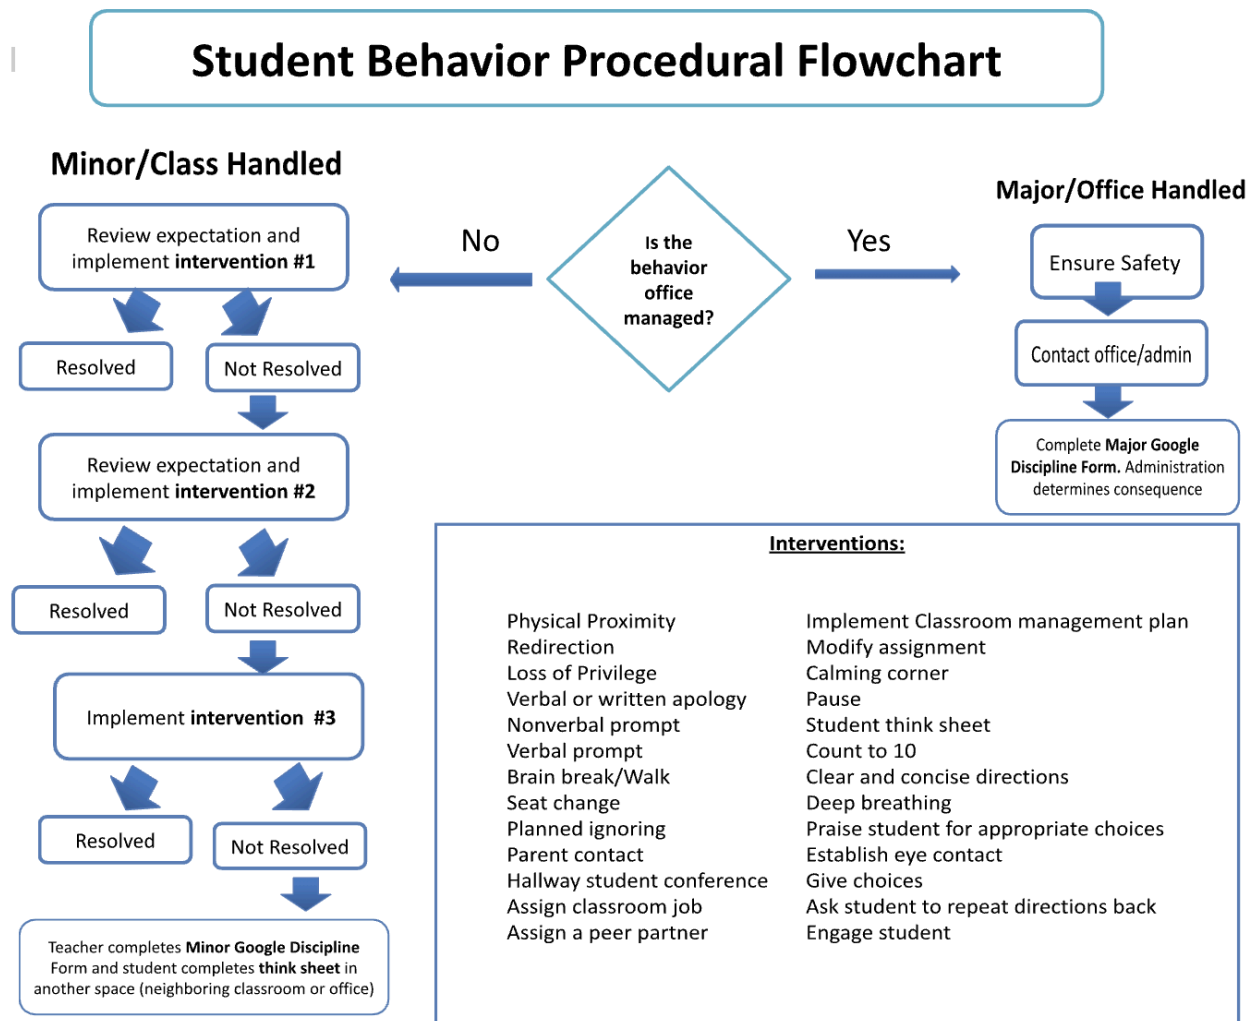 Student Behavior Procedural Flowchart
Minor/Class Handled
Review expectation and
implement intervention #1
Resolved
Not Resolved
Review expectation and
implement intervention #2
Resolved
Not Resolved
Implement intervention #3
Resolved
Not Resolved
Teacher completes Minor Google Discipline
Form and student completes think sheet in
another space (neighboring classroom or office)
No
Is the
behavior
office
managed?
Yes
Major/Office Handled
Ensure Safety
Contact office/admin
Complete Major Google
Discipline Form. Administration
determines consequence
Interventions:
Physical Proximity
Redirection
Loss of Privilege
Verbal or written apology
Nonverbal prompt
Verbal prompt
Brain break/Walk
Seat change
Planned ignoring
Parent contact
Hallway student conference
Assign classroom job
Assign a peer partner
Implement Classroom management plan
Modify assignment
Calming corner
Pause
Student think sheet
Count to 10
Clear and concise directions
Deep breathing
Praise student for appropriate choices
Establish eye contact
Give choices
Ask student to repeat directions back
Engage student